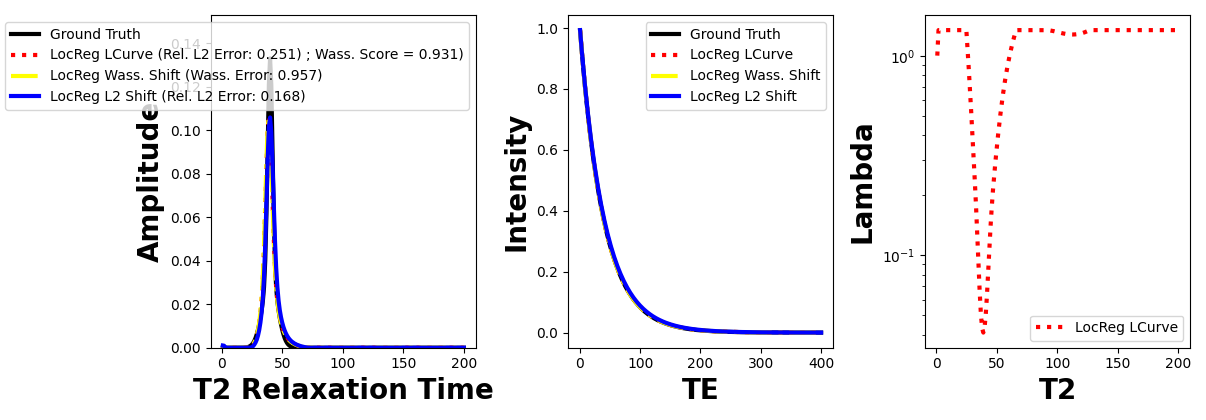 Ground Truth
LocReg LCurve (Rel. L2 Error: 0.251) ; Wass. Score = 0.931)
LocReg Wass. Shift (Wass. Error: 0.957)
LocReg L2 Shift (Rel. L2 Error: 0.168)
Amplitude
0.14
0.12
0.10
0.08
0.06
0.04
0.02
0.00
0 50 100 150 200
T2 Relaxation Time
Ground Truth
LocReg LCurve
LocReg Wass. Shift
LocReg L2 Shift
Intensity
1.0
0.8
0.6
0.4
0.2
0.0
0 100 200 300 400
TE
Lambda
10⁰
10⁻¹
LocReg LCurve
0 50 100 150 200
T2